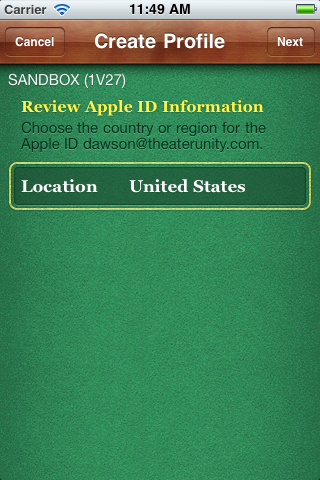 Carrier 11:49 AM
Cancel Create Profile Next
SANDBOX (1V27)
Review Apple ID Information
Choose the country or region for the
Apple ID dawson@theaterunity.com.
Location United States